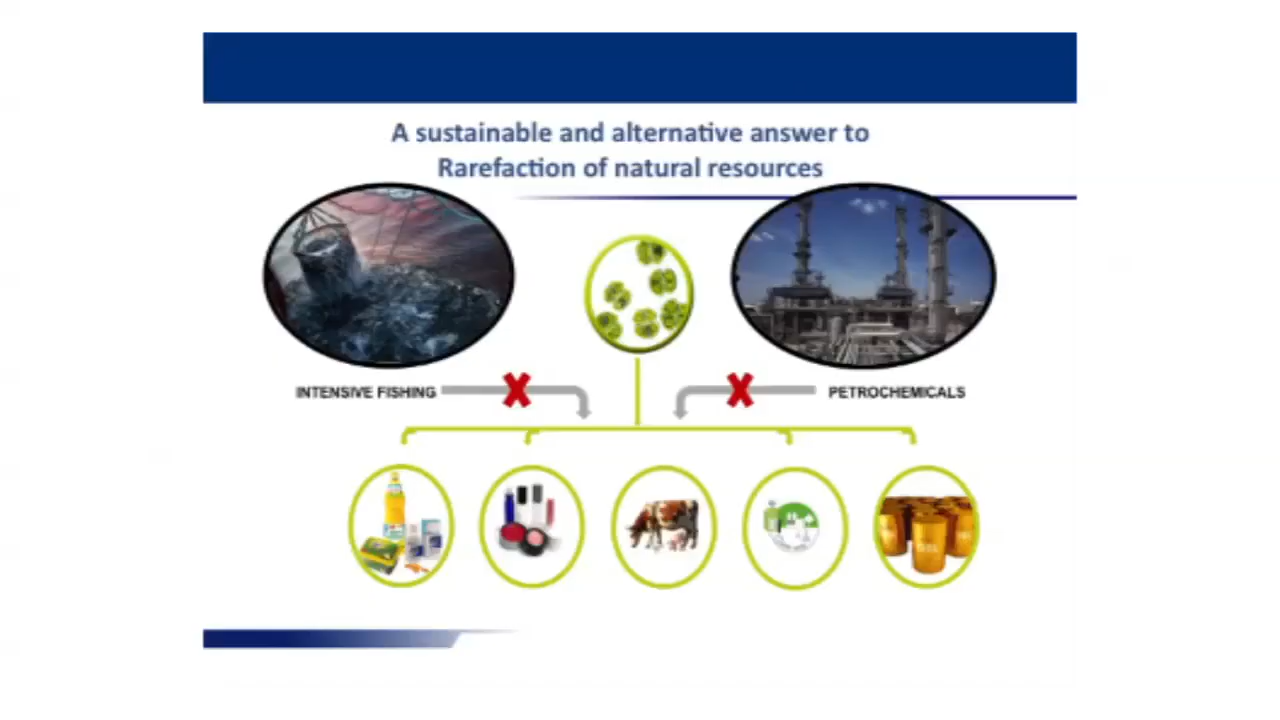 A sustainable and alternative answer to
Rarefaction of natural resources
INTENSIVE FISHING
PETROCHEMICALS